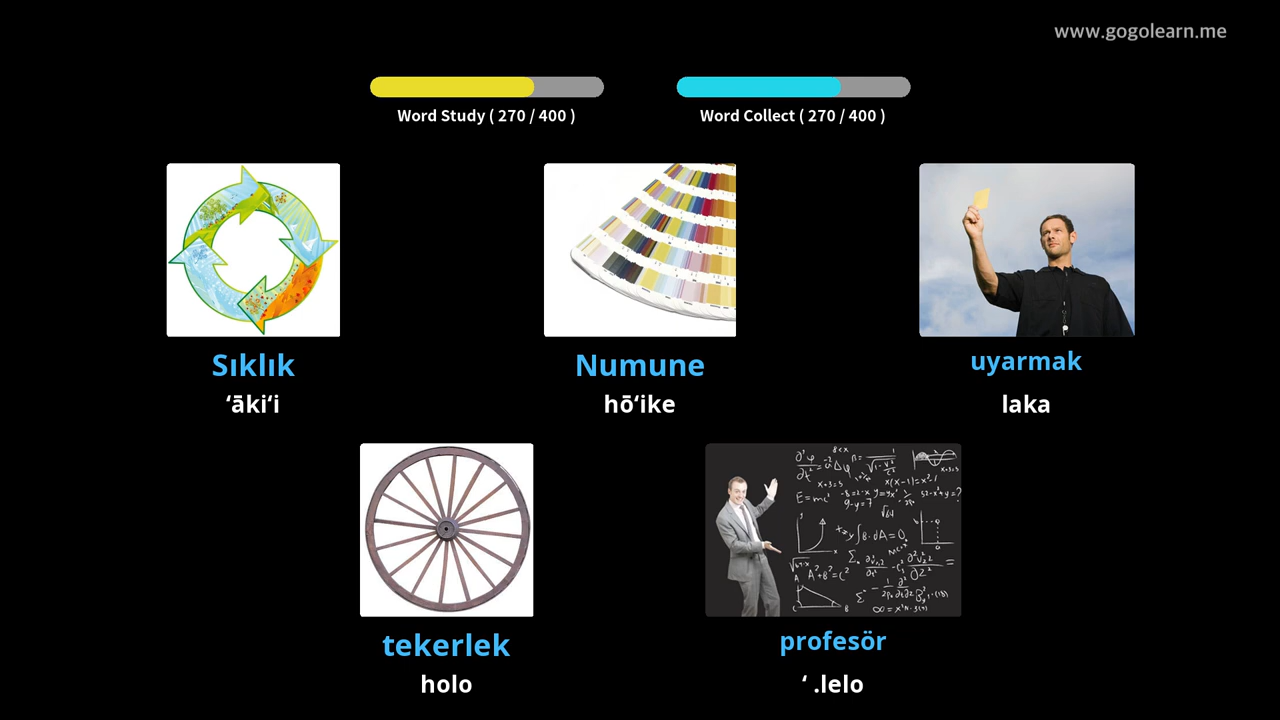 www.gogolearn.me
Word Study ( 270 / 400 )
Word Collect ( 270 / 400 )
Sıklık
Numune
uyarmak
ʻākiʻi
hōʻike
laka
tekerlek
profesör
holo
ʻ .lelo